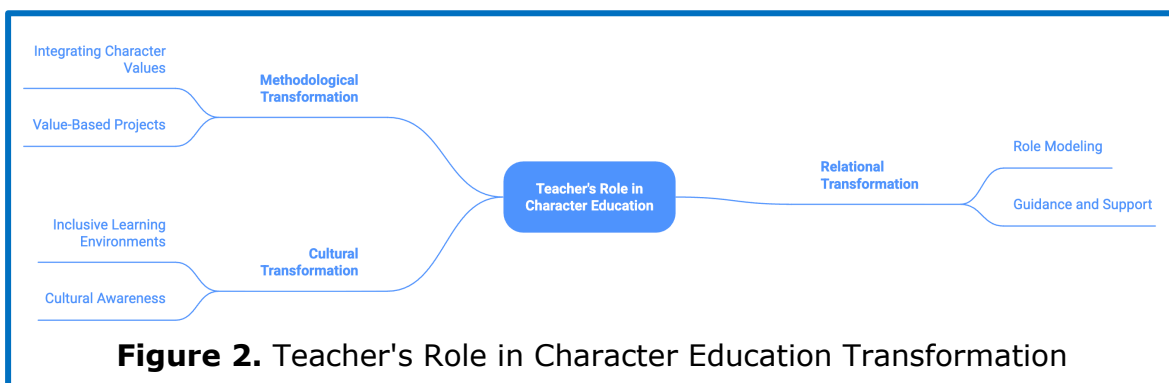 Integrating Character
Values
Methodological
Transformation
Value-Based Projects
Teacher's Role in
Character Education
Relational
Transformation
Role Modeling
Guidance and Support
Inclusive Learning
Environments
Cultural
Transformation
Cultural Awareness
Figure 2. Teacher's Role in Character Education Transformation